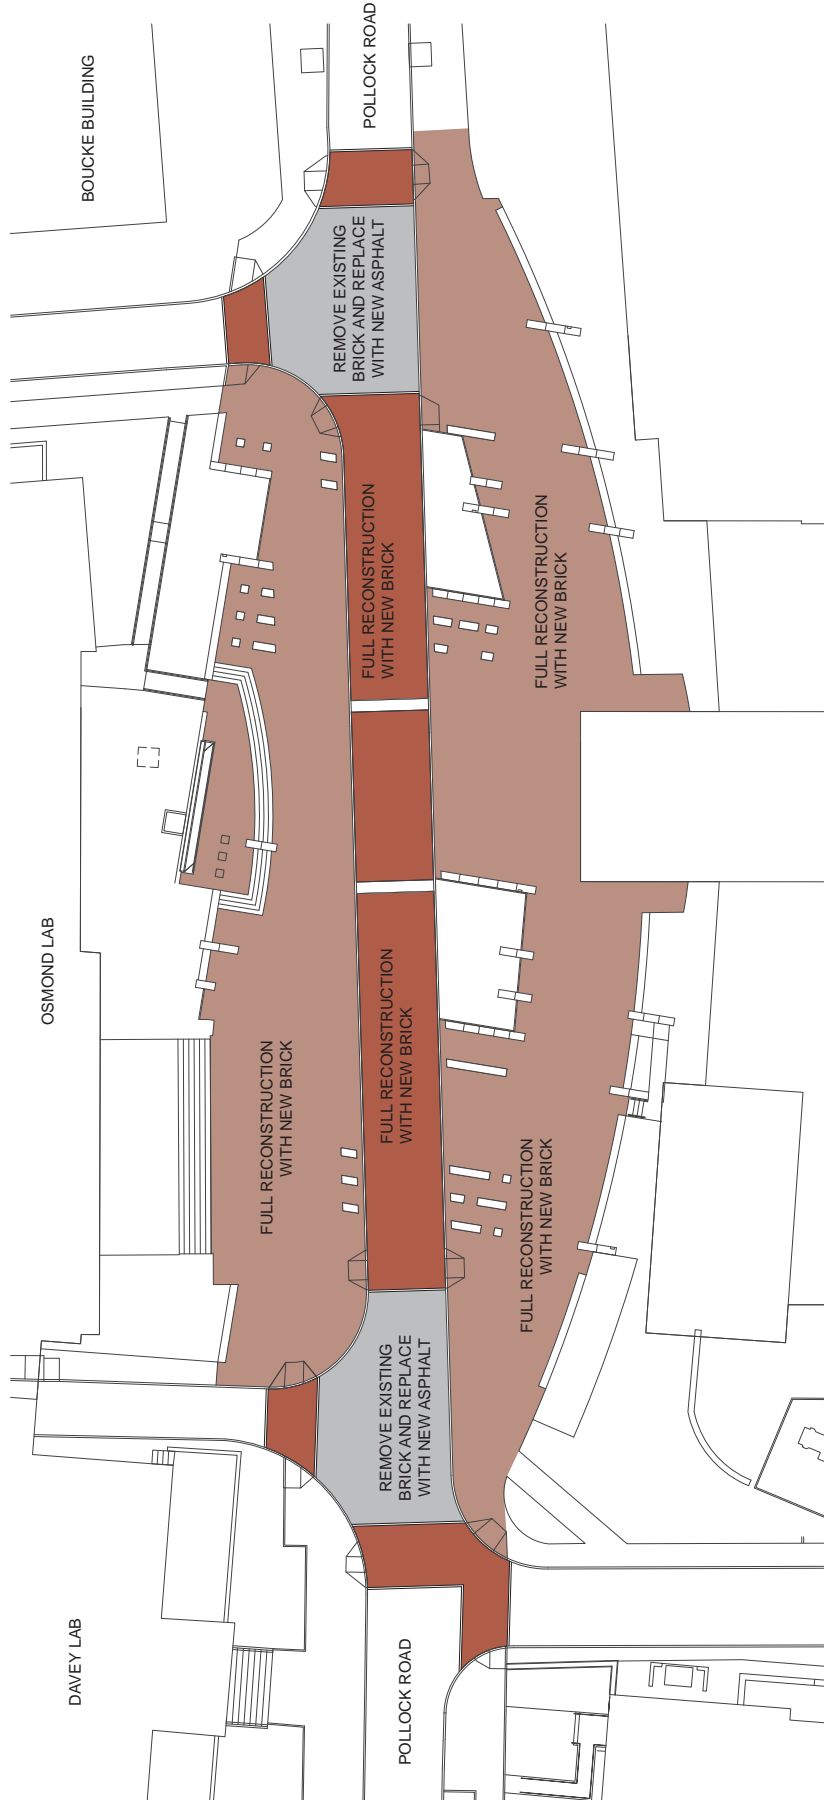 POLLOCK ROAD
BOUCKE BUILDING
REMOVE EXISTING
BRICK AND REPLACE
WITH NEW ASPHALT
FULL RECONSTRUCTION
WITH NEW BRICK
FULL RECONSTRUCTION
WITH NEW BRICK
OSMOND LAB
FULL RECONSTRUCTION
WITH NEW BRICK
FULL RECONSTRUCTION
WITH NEW BRICK
FULL RECONSTRUCTION
WITH NEW BRICK
REMOVE EXISTING
BRICK AND REPLACE
WITH NEW ASPHALT
DAVEY LAB
POLLOCK ROAD